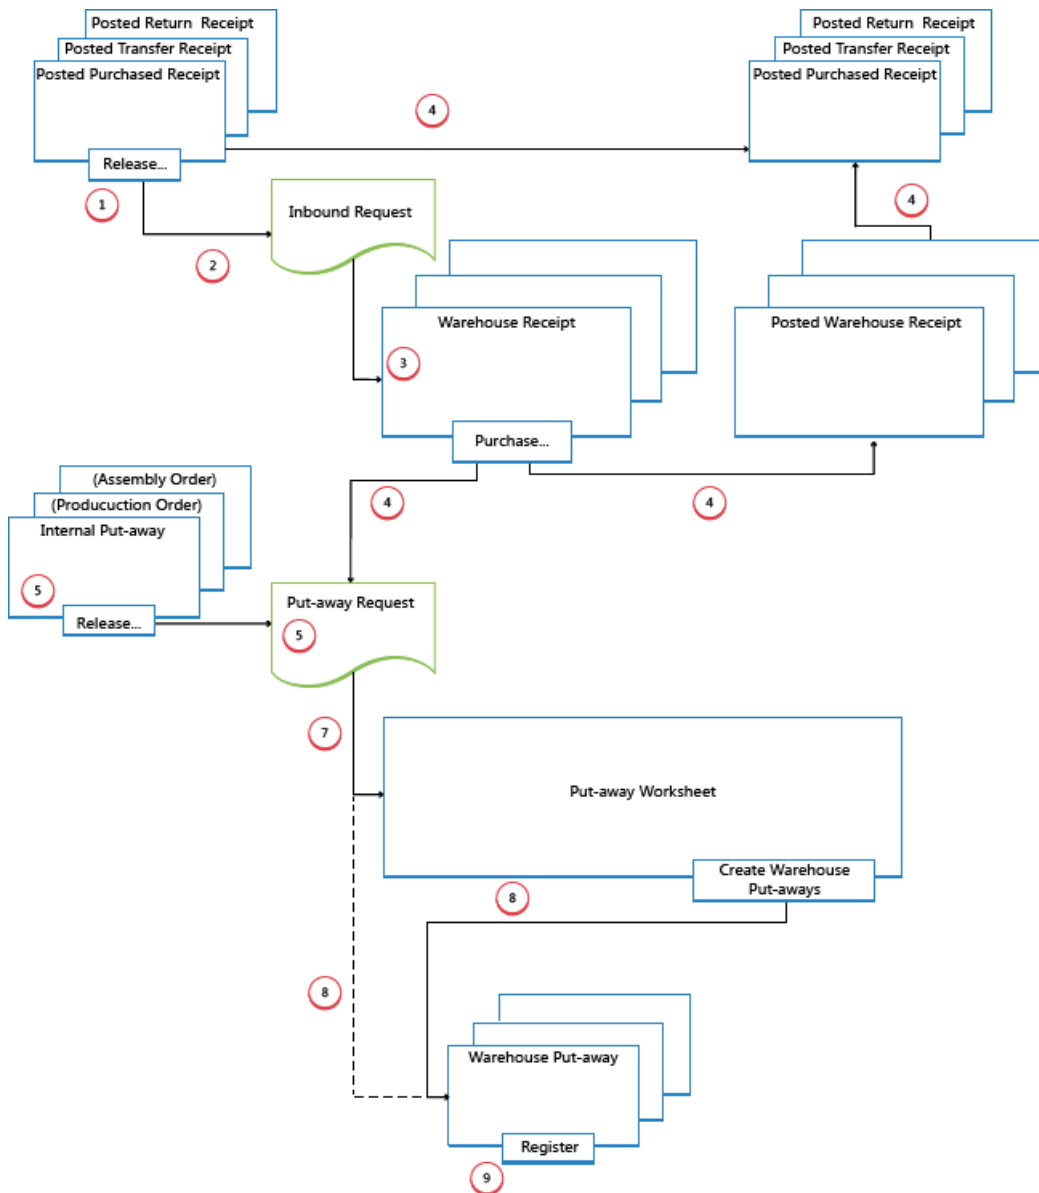 Posted Return  Receipt
Posted Transfer Receipt
Posted Purchased Receipt
Release...
Posted Return  Receipt
Posted Transfer Receipt
Posted Purchased Receipt
4
1
Inbound Request
2
4
Warehouse Receipt
3
Purchase...
Posted Warehouse Receipt
4
4
(Assembly Order)
(Producuction Order)
Internal Put-away
5
Release...
Put-away Request
5
7
Put-away Worksheet
Create Warehouse
Put-aways
8
8
Warehouse Put-away
Register
9